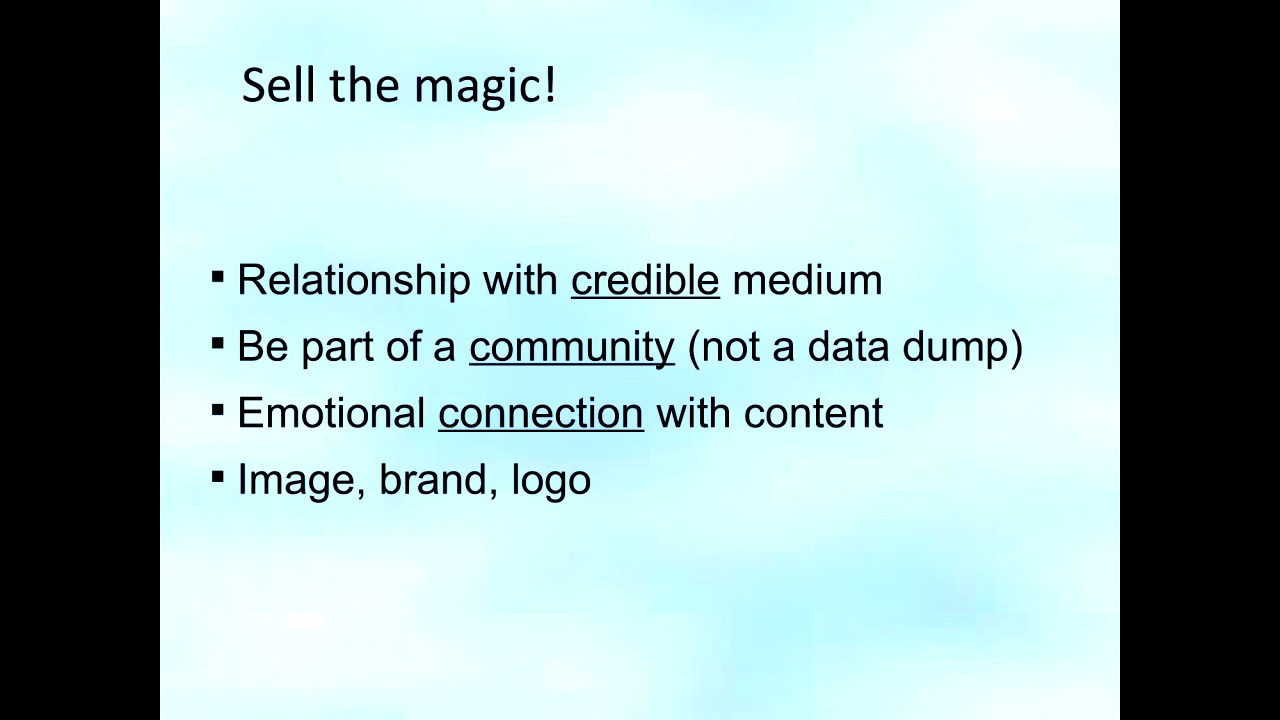 Sell the magic!
▪ Relationship with credible medium
▪ Be part of a community (not a data dump)
▪ Emotional connection with content
▪ Image, brand, logo